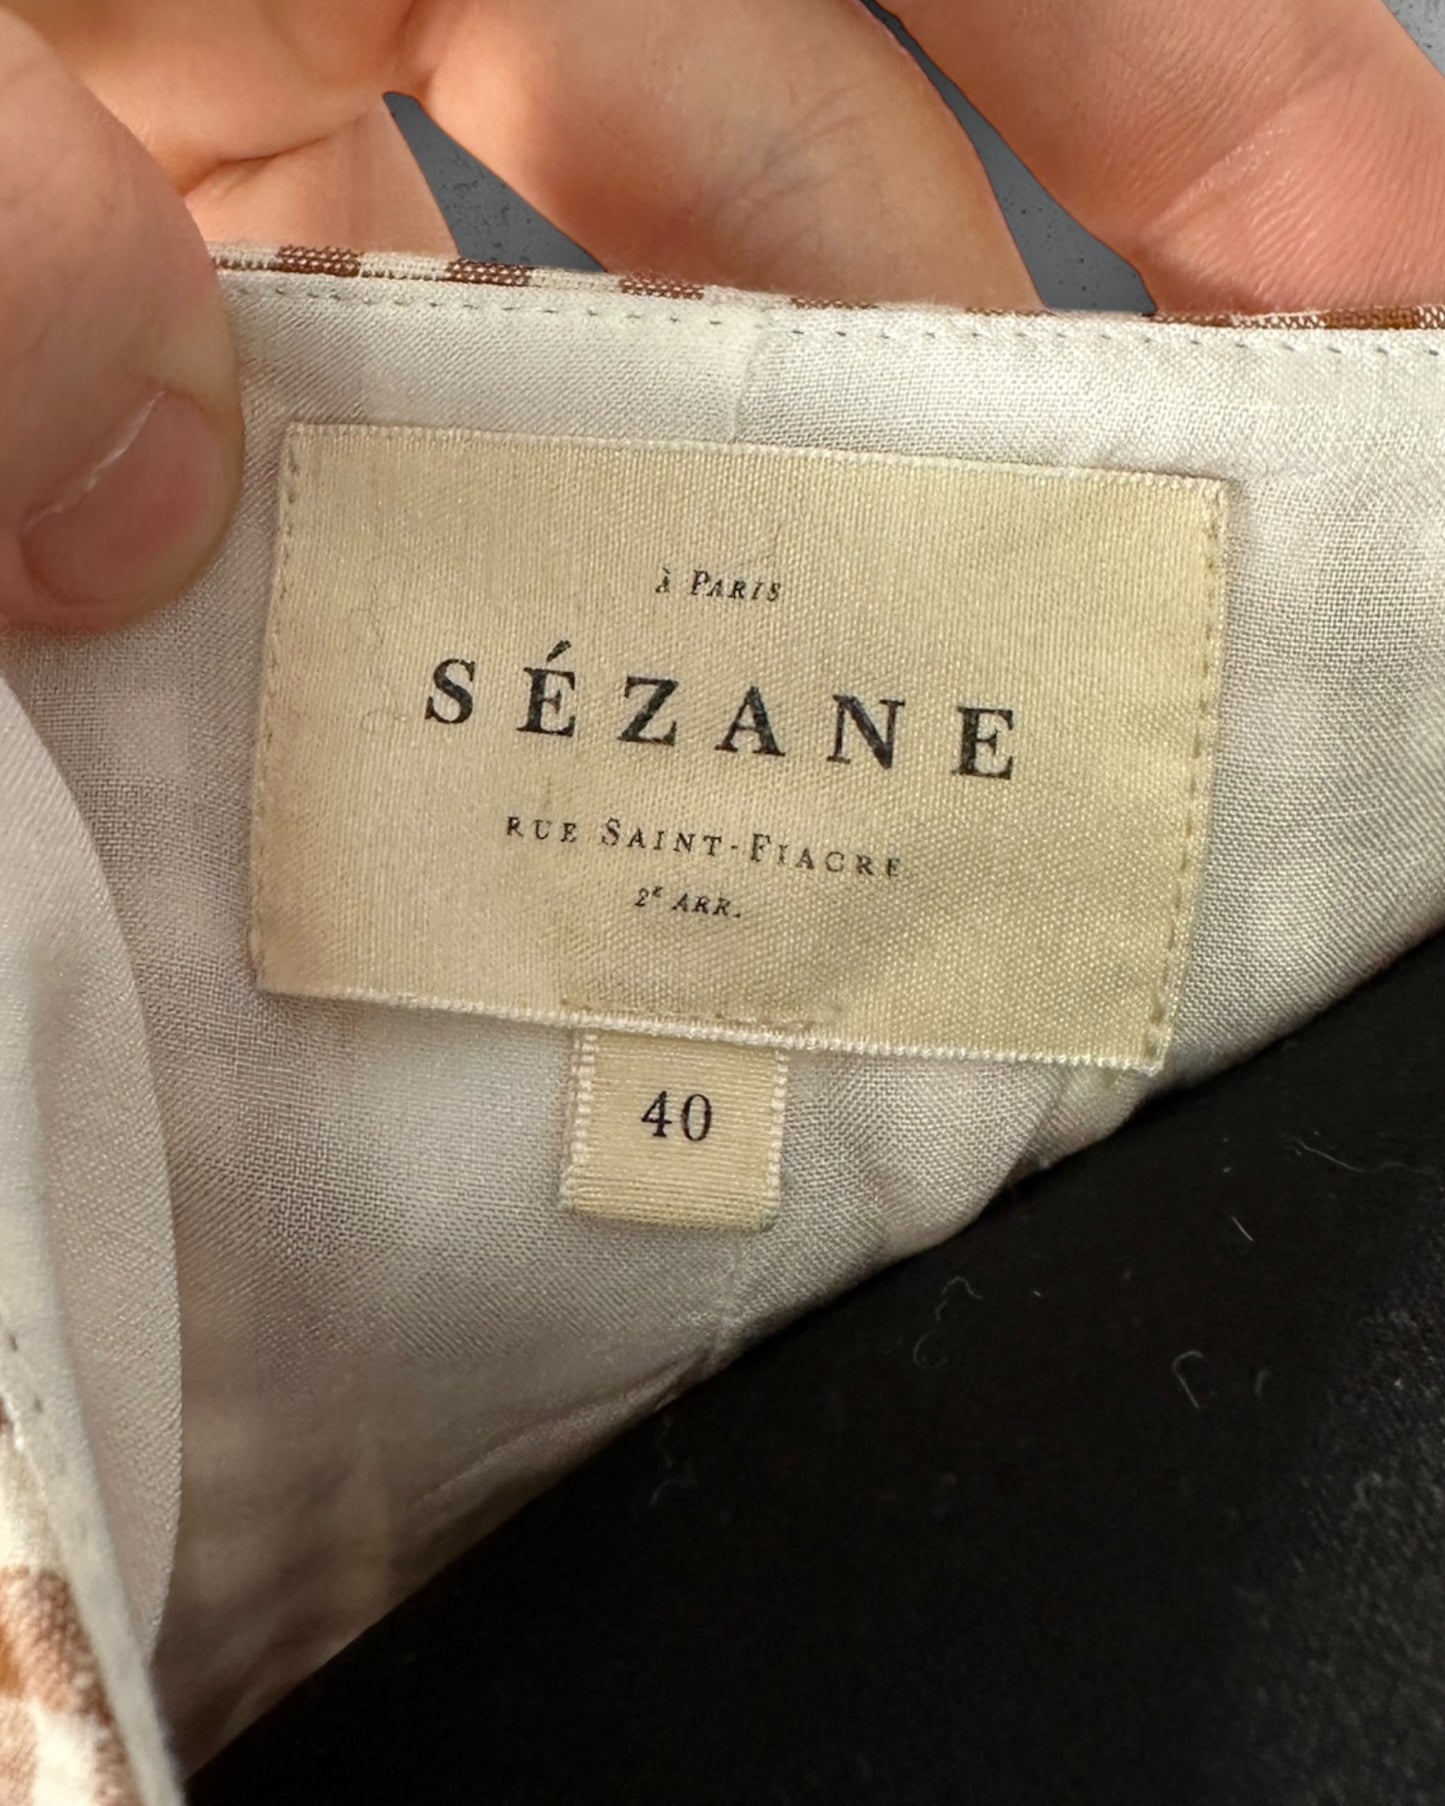 à Paris
SÉZANE
RUE SAINT-FIACRE
2E ARR.
40